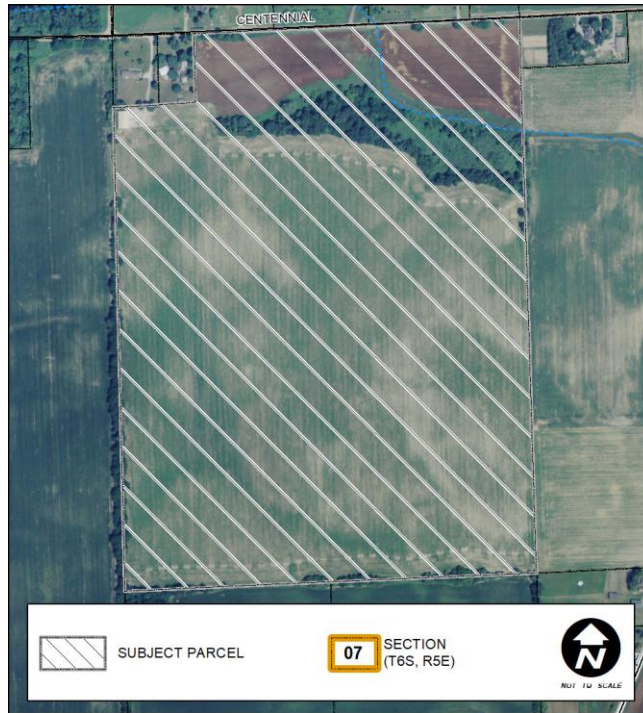 CENTENNIAL
SUBJECT PARCEL
07
SECTION
(T6S, R5E)
N
NOT TO SCALE